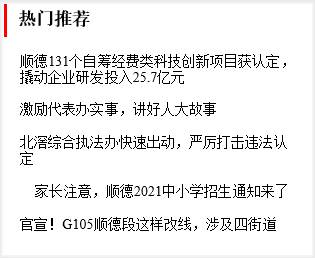 热门推荐
顺德131个自筹经费类科技创新项目获认定，
撬动企业研发投入25.7亿元
激励代表办实事，讲好人大故事
北滘综合执法办快速出动，严厉打击违法认
定
家长注意，顺德2021中小学招生通知来了
官宣！G105顺德段这样改线，涉及四街道